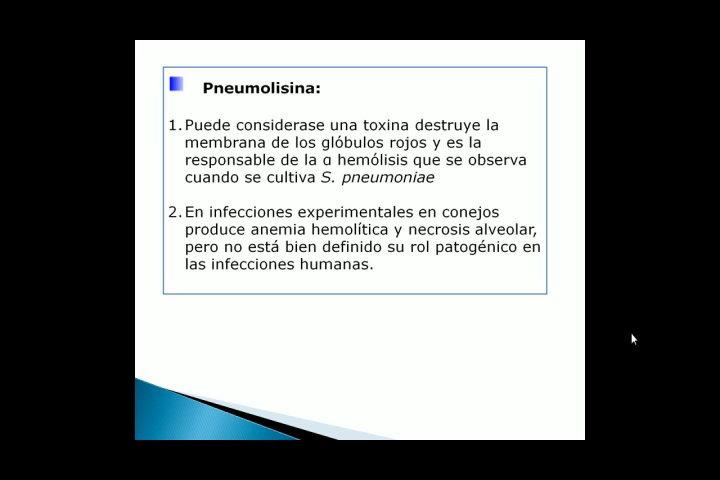 Pneumolisina:
1. Puede considerase una toxina destruye la
membrana de los glóbulos rojos y es la
responsable de la α hemólisis que se observa
cuando se cultiva S. pneumoniae
2. En infecciones experimentales en conejos
produce anemia hemolítica y necrosis alveolar,
pero no está bien definido su rol patogénico en
las infecciones humanas.